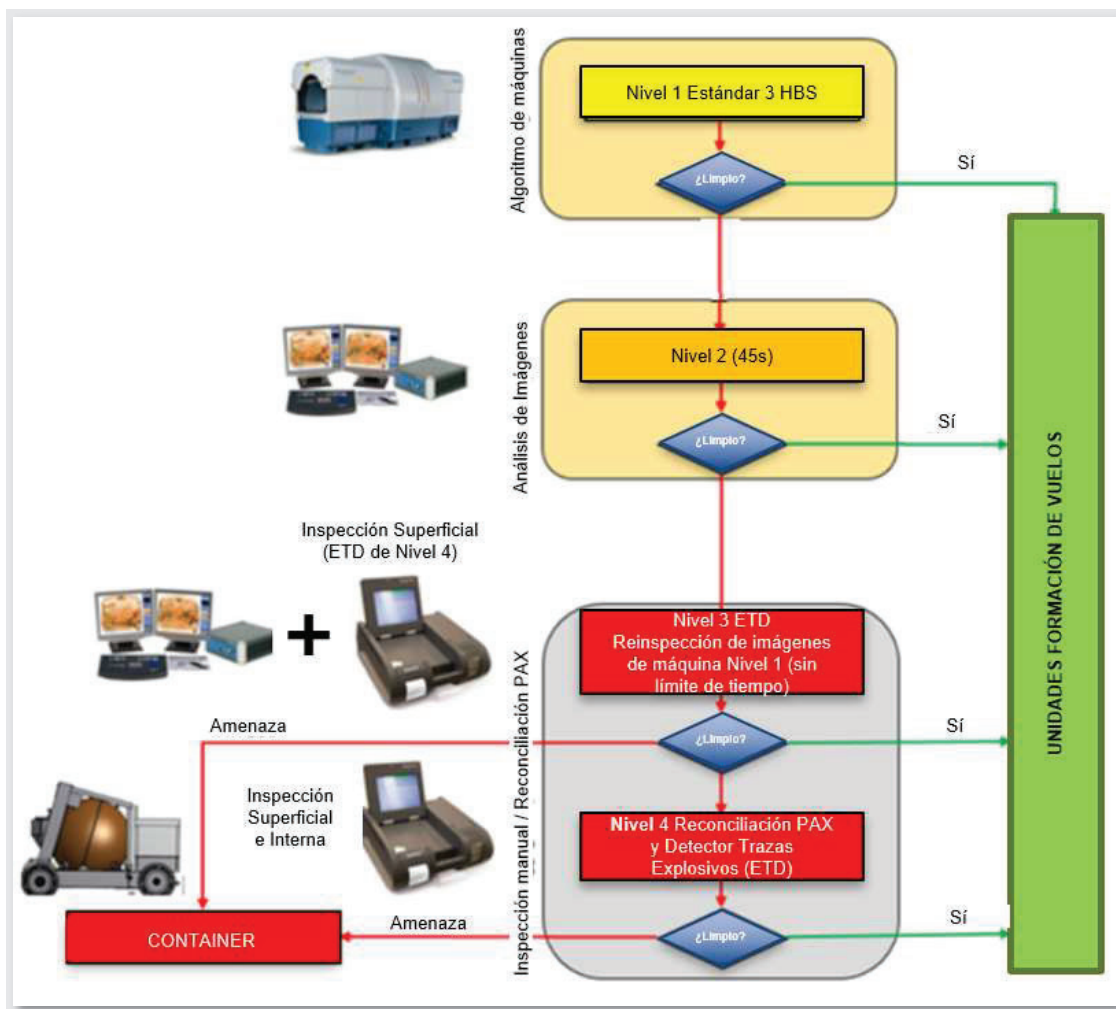 Algoritmo de máquinas
Nivel 1 Estándar 3 HBS
¿Limpio?
Sí
Análisis de Imágenes
Nivel 2 (45s)
¿Limpio?
Sí
UNIDADES FORMACIÓN DE VUELOS
Inspección Superficial
(ETD de Nivel 4)
Inspección manual / Reconciliación PAX
Nivel 3 ETD
Reinspección de imágenes
de máquina Nivel 1 (sin
límite de tiempo)
¿Limpio?
Sí
Amenaza
Inspección
Superficial
e Interna
Nivel 4 Reconciliación PAX
y Detector Trazas
Explosivos (ETD)
¿Limpio?
Sí
Amenaza
CONTAINER